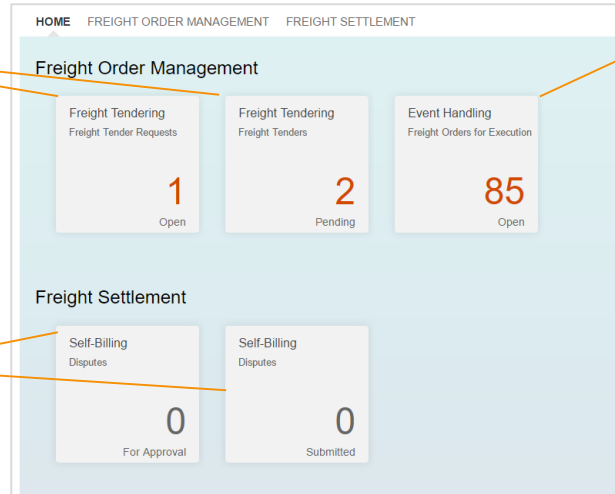 HOME FREIGHT ORDER MANAGEMENT FREIGHT SETTLEMENT
Freight Order Management
Freight Tendering
Freight Tender Requests
1
Open
Freight Tendering
Freight Tenders
2
Pending
Event Handling
Freight Orders for Execution
85
Open
Freight Settlement
Self-Billing
Disputes
0
For Approval
Self-Billing
Disputes
0
Submitted